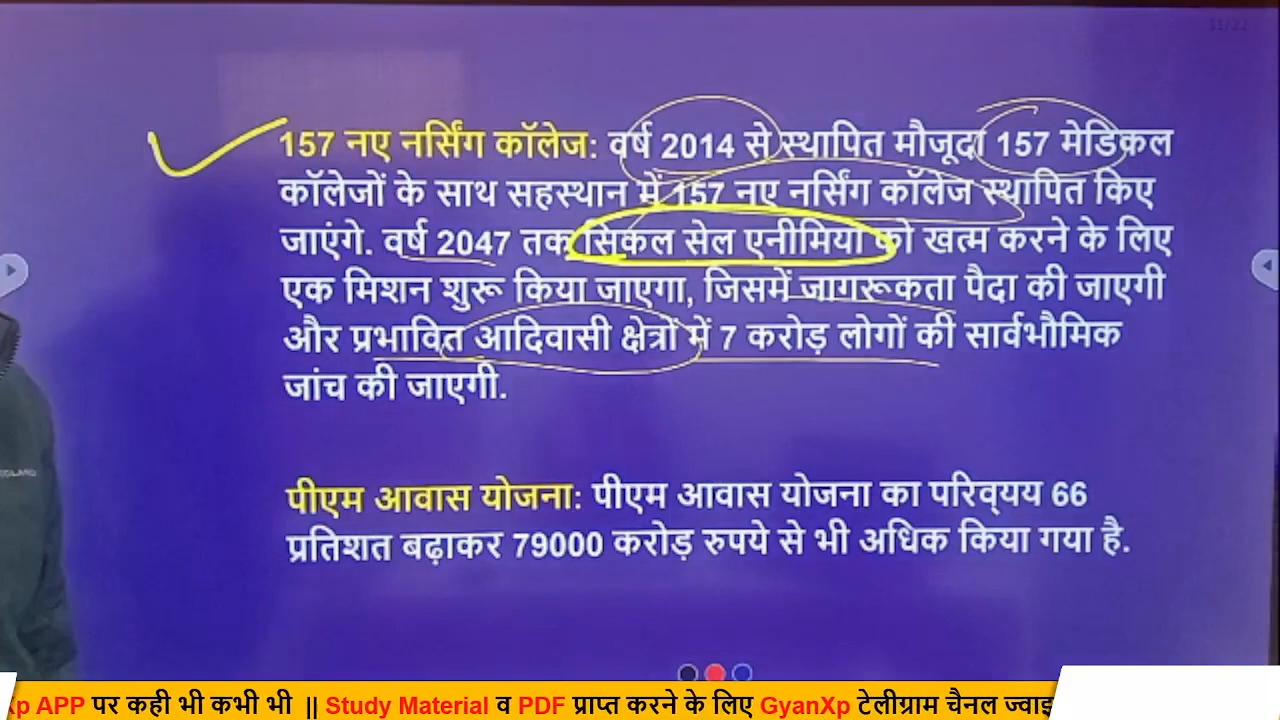 11/22
157 नए नर्सिंग कॉलेज: वर्ष 2014 से स्थापित मौजूदा 157 मेडिकल
कॉलेजों के साथ सहस्थान में 157 नए नर्सिंग कॉलेज स्थापित किए
जाएंगे. वर्ष 2047 तक सिकल सेल एनीमिया को खत्म करने के लिए
एक मिशन शुरू किया जाएगा, जिसमें जागरूकता पैदा की जाएगी
और प्रभावित आदिवासी क्षेत्रों में 7 करोड़ लोगों की सार्वभौमिक
जांच की जाएगी.
पीएम आवास योजना: पीएम आवास योजना का परिव्‌यय 66
प्रतिशत बढ़ाकर 79000 करोड़ रुपये से भी अधिक किया गया है.
APP पर कही भी कभी भी || Study Material व PDF प्राप्त करने के लिए GyanXp टेलीग्राम चैनल